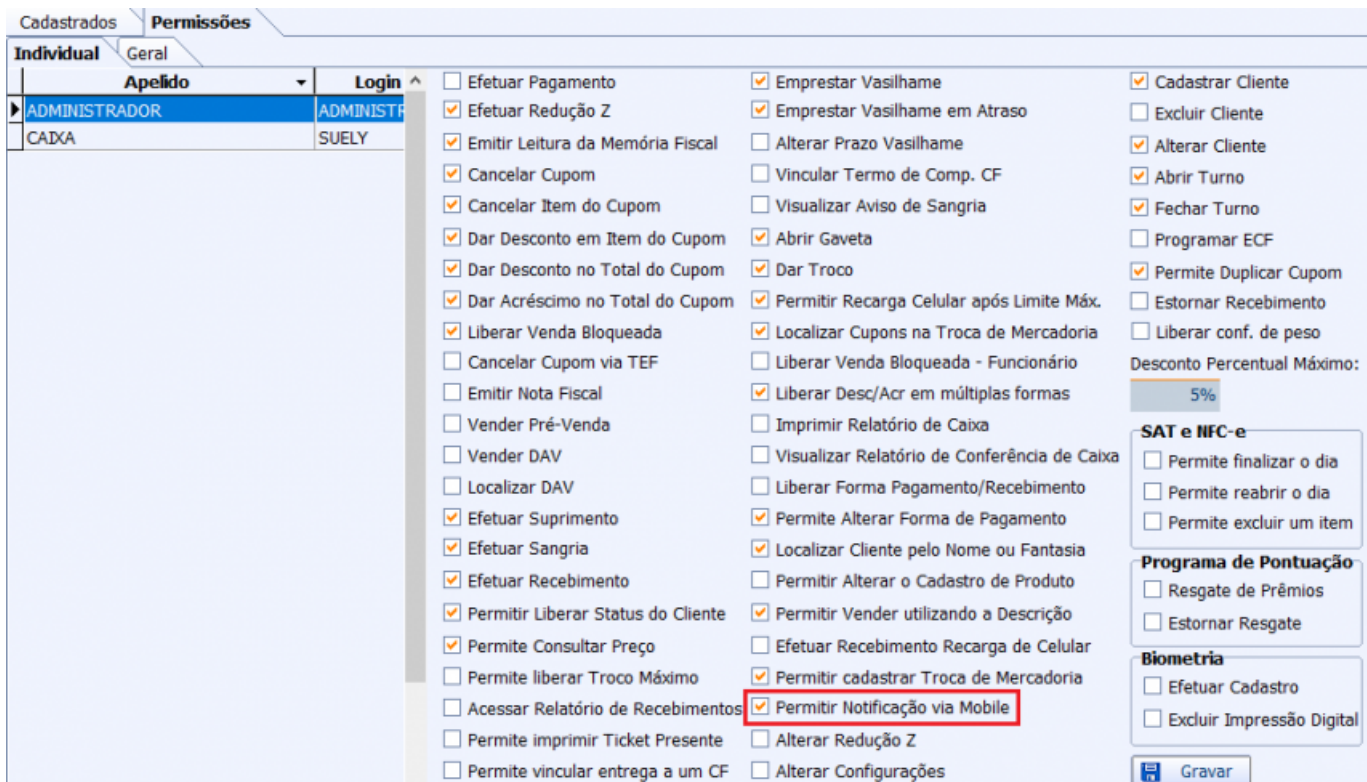 Cadastrados Permissões
Individual Geral
Apelido Login
ADMINISTRADOR ADMINISTR
CAIXA SUELY
Efetuar Pagamento
Efetuar Redução Z
Emitir Leitura da Memória Fiscal
Cancelar Cupom
Cancelar Item do Cupom
Dar Desconto em Item do Cupom
Dar Desconto no Total do Cupom
Dar Acréscimo no Total do Cupom
Liberar Venda Bloqueada
Cancelar Cupom via TEF
Emitir Nota Fiscal
Vender Pré-Venda
Vender DAV
Localizar DAV
Efetuar Suprimento
Efetuar Sangria
Efetuar Recebimento
Permitir Liberar Status do Cliente
Permite Consultar Preço
Permite liberar Troco Máximo
Acessar Relatório de Recebimentos
Permite imprimir Ticket Presente
Permite vincular entrega a um CF
Emprestar Vasilhame
Emprestar Vasilhame em Atraso
Alterar Prazo Vasilhame
Vincular Termo de Comp. CF
Visualizar Aviso de Sangria
Abrir Gaveta
Dar Troco
Permitir Recarga Celular após Limite Máx.
Localizar Cupons na Troca de Mercadoria
Liberar Venda Bloqueada - Funcionário
Liberar Desc/Acr em múltiplas formas
Imprimir Relatório de Caixa
Visualizar Relatório de Conferência de Caixa
Liberar Forma Pagamento/Recebimento
Permite Alterar Forma de Pagamento
Localizar Cliente pelo Nome ou Fantasia
Permitir Alterar o Cadastro de Produto
Permitir Vender utilizando a Descrição
Efetuar Recebimento Recarga de Celular
Permitir cadastrar Troca de Mercadoria
Permitir Notificação via Mobile
Alterar Redução Z
Alterar Configurações
Cadastrar Cliente
Excluir Cliente
Alterar Cliente
Abrir Turno
Fechar Turno
Programar ECF
Permite Duplicar Cupom
Estornar Recebimento
Liberar conf. de peso
Desconto Percentual Máximo:
5%
SAT e NFC-e
Permite finalizar o dia
Permite reabrir o dia
Permite excluir um item
Programa de Pontuação
Resgate de Prêmios
Estornar Resgate
Biometria
Efetuar Cadastro
Excluir Impressão Digital
Gravar